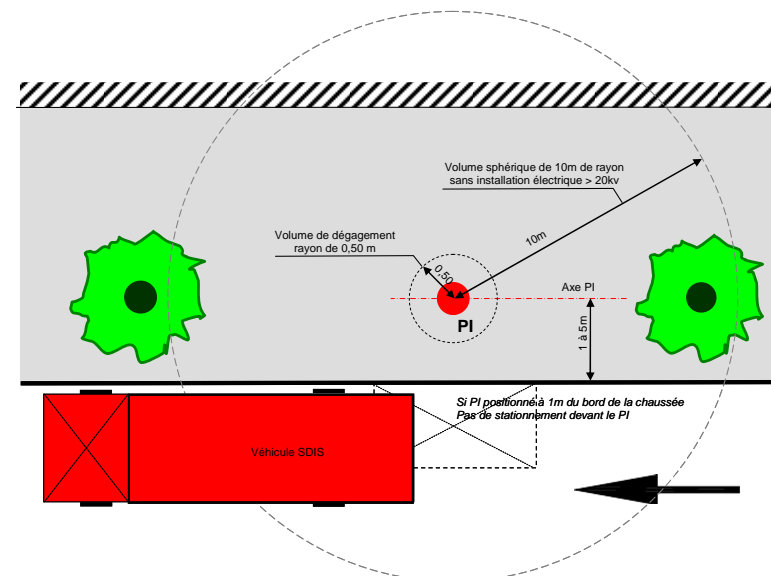 Volume sphérique de 10m de rayon
sans installation électrique > 20kv
Volume de dégagement
rayon de 0,50 m
10m
0,50
Axe PI
PI
1 à 5m
Si PI positionné à 1m du bord de la chaussée
Pas de stationnement devant le PI
Véhicule SDIS